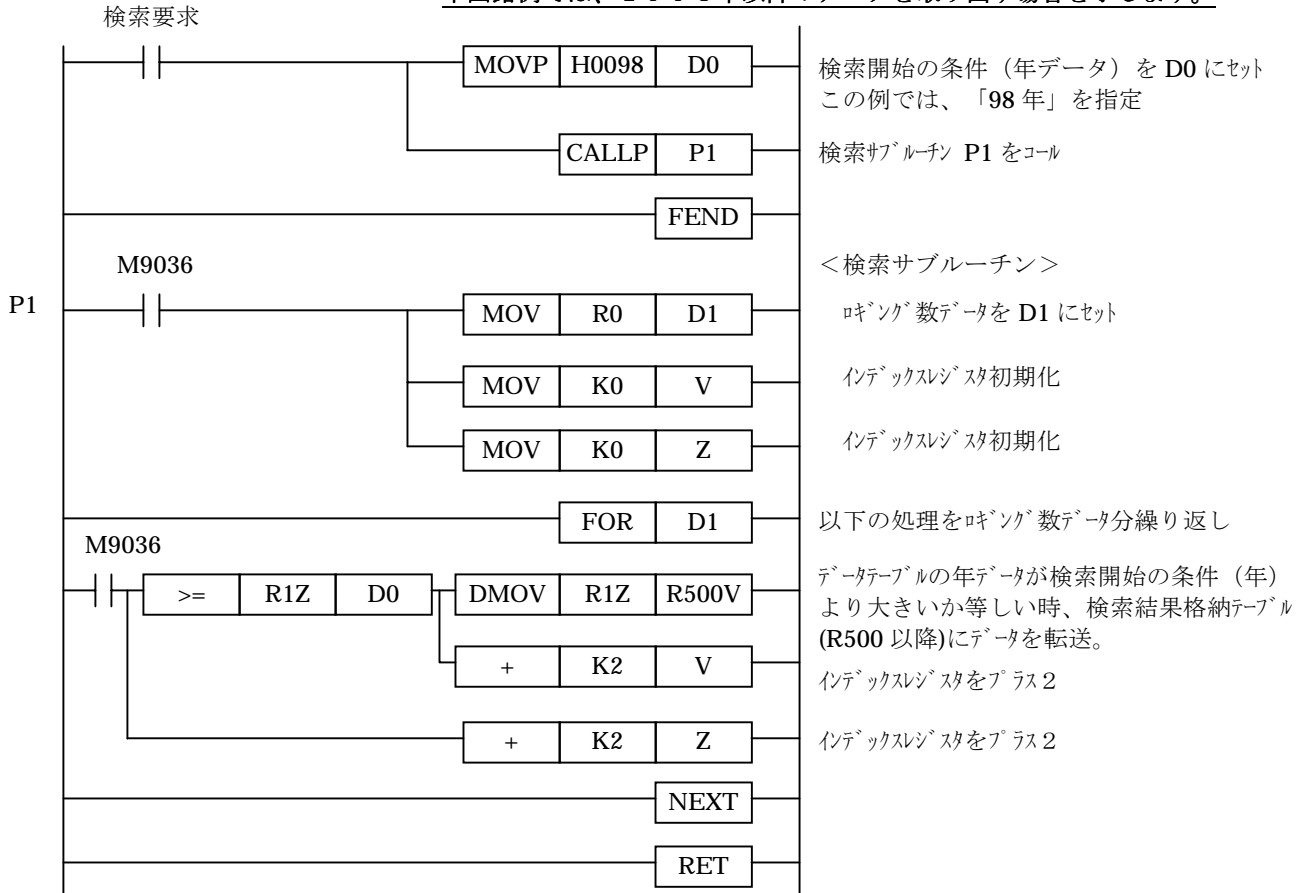 検索要求
MOVP H0098 D0 検索開始の条件（年データ）を D0 にｾｯﾄ
この例では、「98 年」を指定
CALLP P1 検索ｻﾌﾞﾙｰﾁﾝ P1 をｺｰﾙ
FEND
M9036 ＜検索サブルーチン＞
P1 MOV R0 D1 ﾛｷﾞﾝｸﾞ数ﾃﾞｰﾀを D1 にｾｯﾄ
MOV K0 V ｲﾝﾃﾞｯｸｽﾚｼﾞｽﾀ初期化
MOV K0 Z ｲﾝﾃﾞｯｸｽﾚｼﾞｽﾀ初期化
FOR D1 以下の処理をﾛｷﾞﾝｸﾞ数ﾃﾞｰﾀ分繰り返し
M9036
>= R1Z D0 DMOV R1Z R500V ﾃﾞｰﾀﾃｰﾌﾞﾙの年ﾃﾞｰﾀが検索開始の条件（年）
より大きいか等しい時、検索結果格納ﾃｰﾌﾞﾙ
(R500 以降)にﾃﾞｰﾀを転送。
+ K2 V ｲﾝﾃﾞｯｸｽﾚｼﾞｽﾀをﾌﾟﾗｽ２
+ K2 Z ｲﾝﾃﾞｯｸｽﾚｼﾞｽﾀをﾌﾟﾗｽ２
NEXT
RET